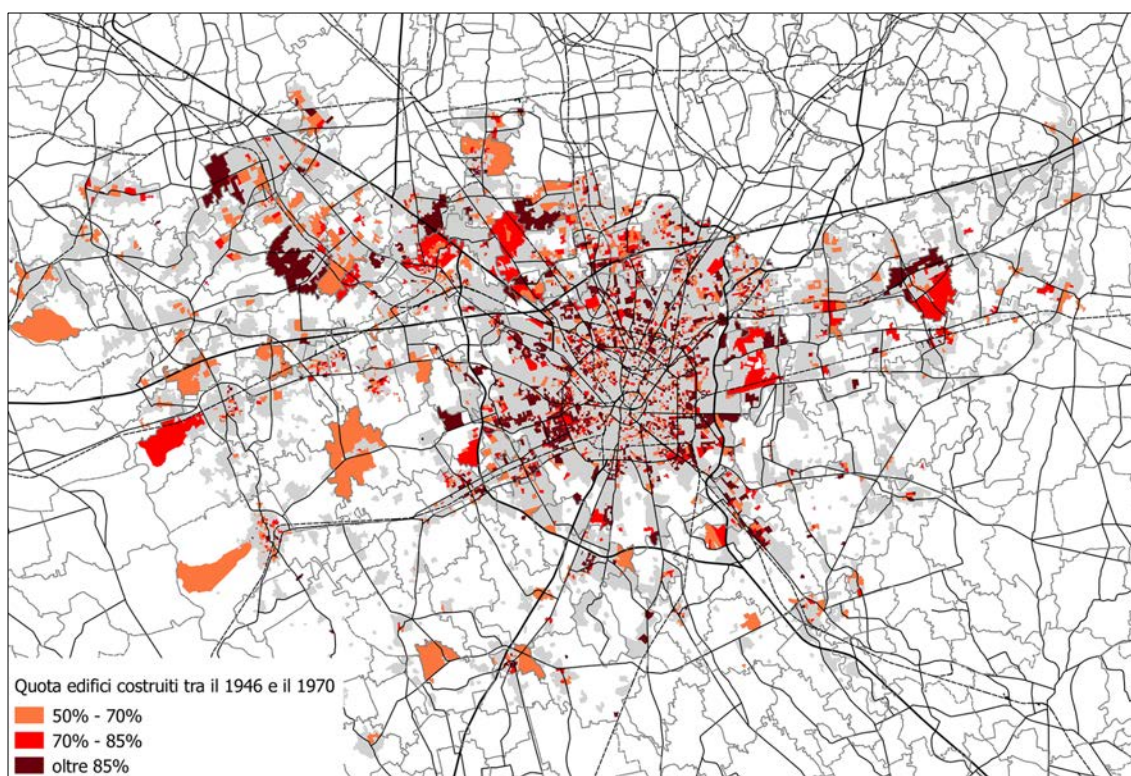 Quota edifici costruiti tra il 1946 e il 1970
50% - 70%
70% - 85%
oltre 85%